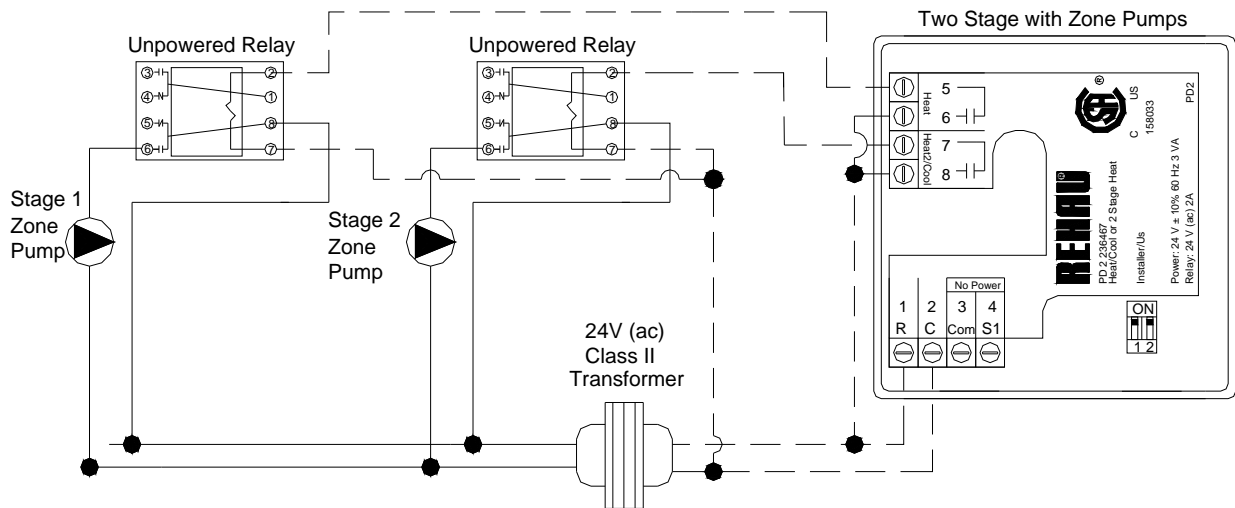 Two Stage with Zone Pumps
Unpowered Relay
Unpowered Relay
3
2
4
1
5
8
6
7
3
2
4
1
5
8
6
7
Stage 1
Zone
Pump
Stage 2
Zone
Pump
24V (ac)
Class II
Transformer
Heat
5
6
Heat2/Cool
7
8
®
C
US
158033
PD2
REHAU®
PD 2 236467
Heat/Cool or 2 Stage Heat
Installer/Us
Power: 24 V ± 10% 60 Hz 3 VA
Relay: 24 V (ac) 2A
No Power
1
2
3
4
R
C
Com
S1
ON
1 2